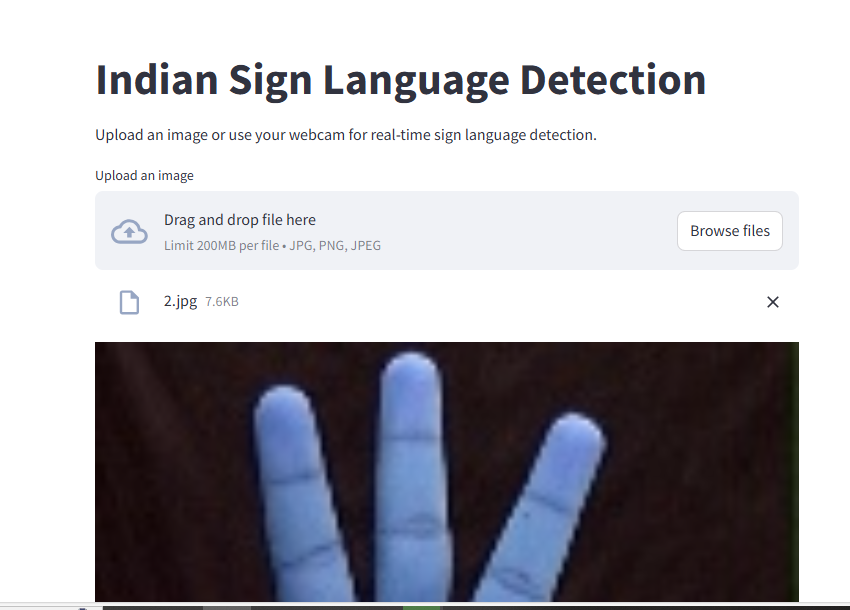 Indian Sign Language Detection
Upload an image or use your webcam for real-time sign language detection.
Upload an image
Drag and drop file here
Limit 200MB per file • JPG, PNG, JPEG
Browse files
2.jpg 7.6KB